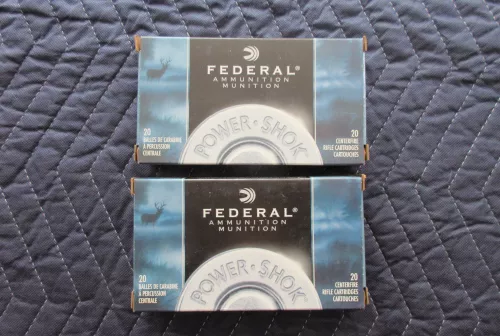 FEDERAL®
AMMUNITION
MUNITION
POWER•SHOK
20
BALLES DE CARABINE
À PERCUSSION
CENTRALE
20
CENTERFIRE
RIFLE CARTRIDGES
CARTOUCHES
FEDERAL®
AMMUNITION
MUNITION
POWER•SHOK
20
BALLES DE CARABINE
À PERCUSSION
CENTRALE
20
CENTERFIRE
RIFLE CARTRIDGES
CARTOUCHES